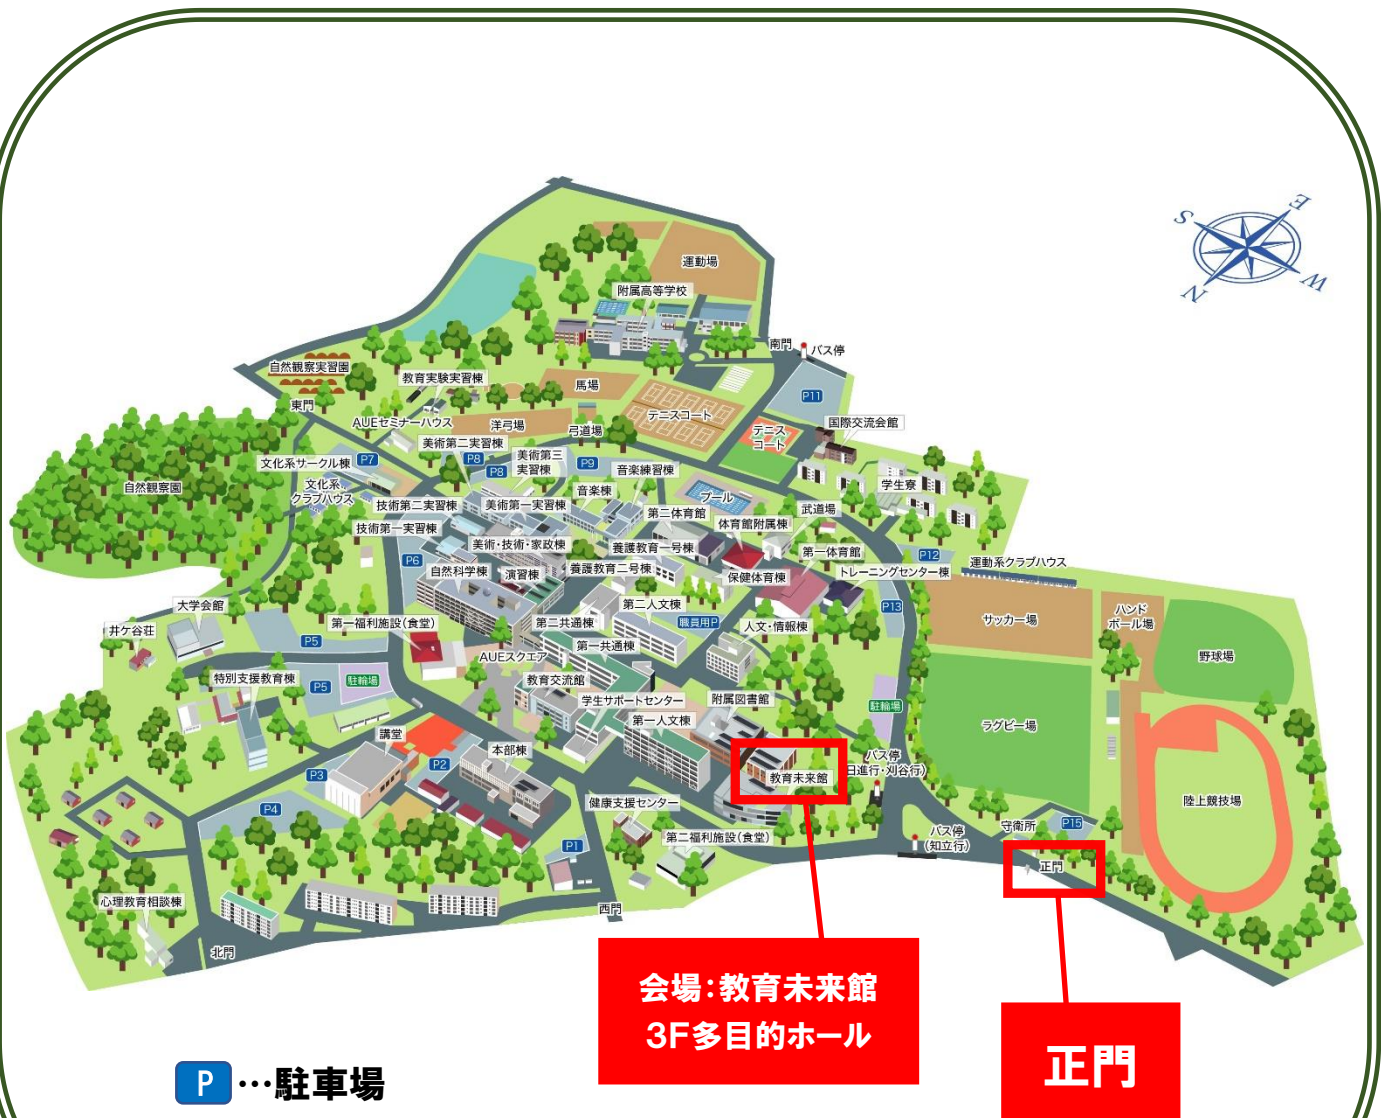 E
S
W
N
運動場
附属高等学校
南門
バス停
自然観察実習園
教育実験実習棟
馬場
P11
東門
AUEセミナーハウス
洋弓場
弓道場
テニスコート
テニス
コート
国際交流会館
美術第二実習棟
文化系サークル棟
P7
P8
P8
美術第三
実習棟
P9
音楽練習棟
自然観察園
文化系
クラブハウス
音楽棟
プール
学生寮
技術第二実習棟
美術第一実習棟
第二体育館
体育館附属棟
武道場
技術第一実習棟
美術・技術・家政棟
養護教育一号棟
第一体育館
P12
運動系クラブハウス
P6
自然科学棟
演習棟
養護教育二号棟
保健体育棟
トレーニングセンター棟
大学会館
第二人文棟
P13
サッカー場
ハンド
ボール場
井ケ谷荘
第一福利施設(食堂)
第二共通棟
職員用P
人文・情報棟
P5
第一共通棟
AUEスクエア
野球場
特別支援教育棟
P5
駐輪場
教育交流館
学生サポートセンター
附属図書館
駐輪場
第一人文棟
ラグビー場
講堂
本部棟
バス停
(日進行・刈谷行)
P3
P2
教育未来館
P4
健康支援センター
陸上競技場
第二福利施設(食堂)
バス停
(知立行)
守衛所
P15
P1
正門
心理教育相談棟
西門
北門
会場:教育未来館
3F多目的ホール
正門
P…駐車場